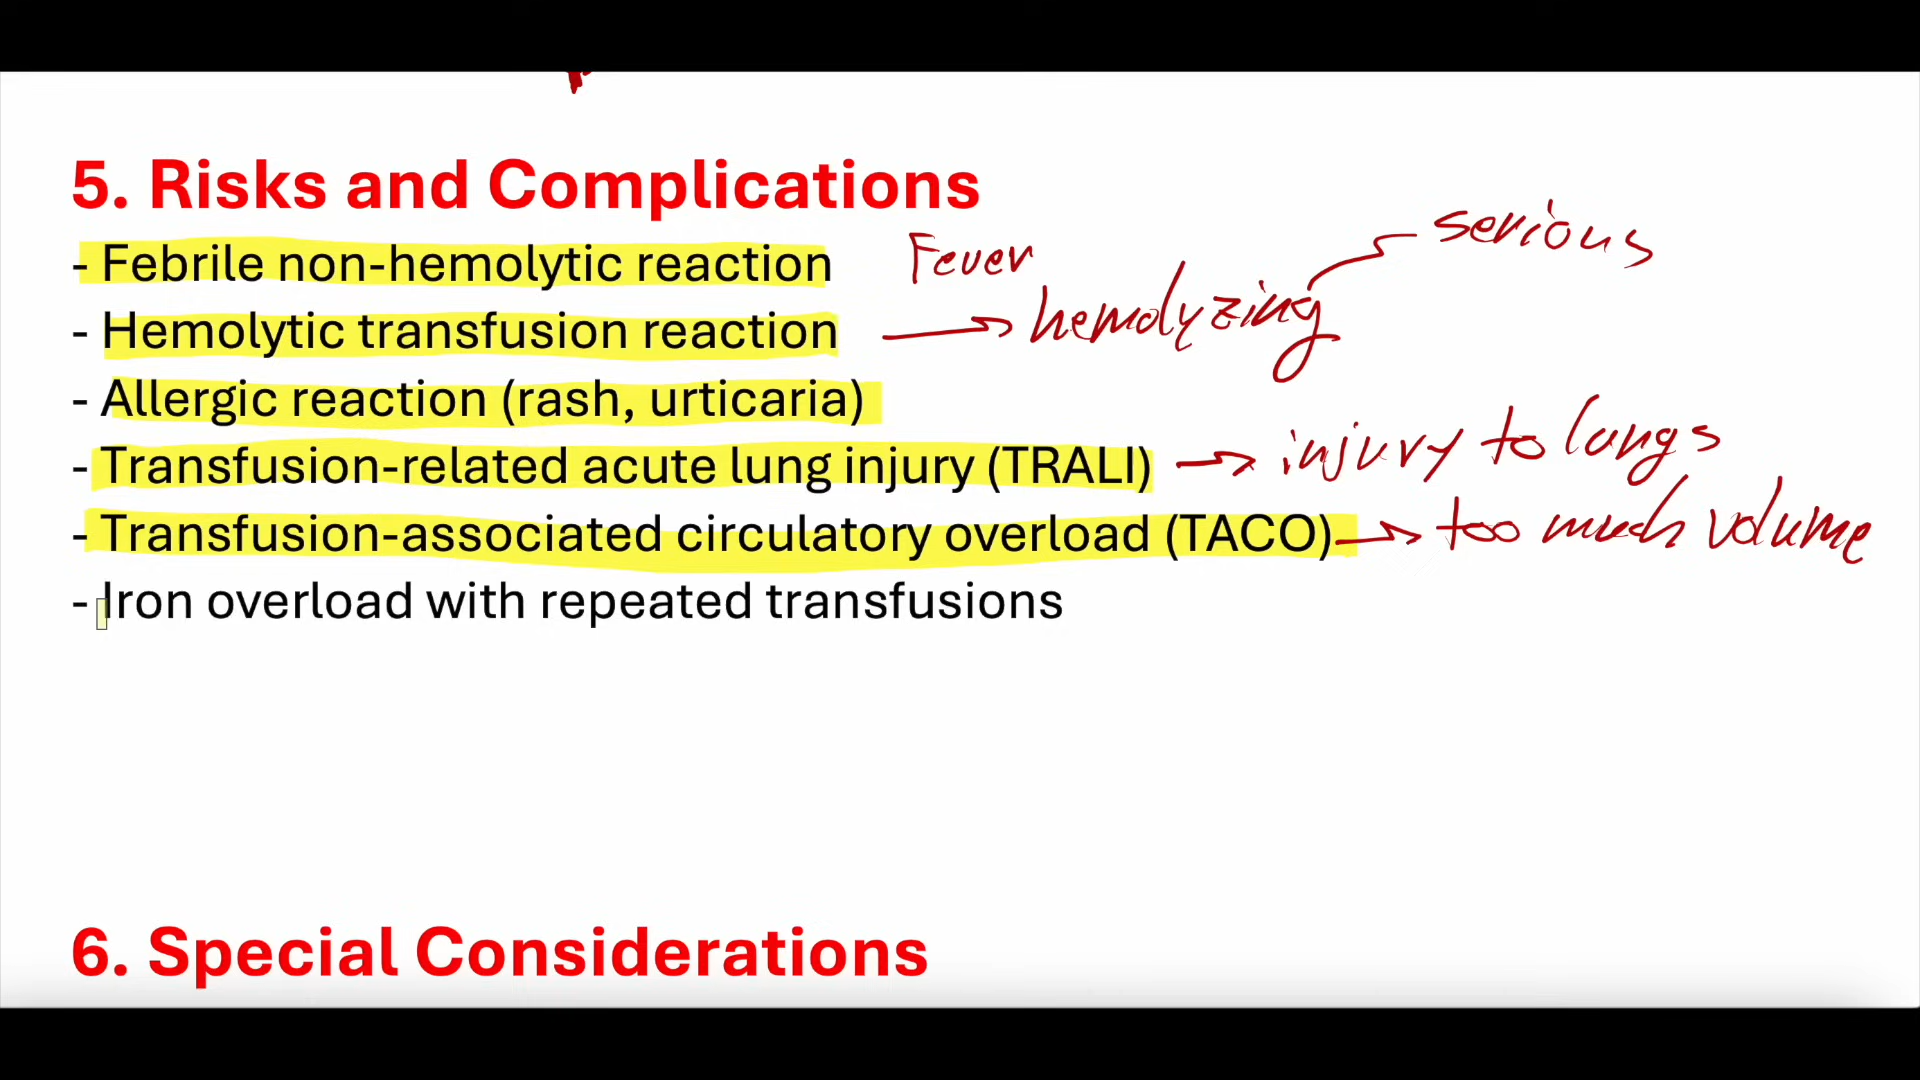 5. Risks and Complications
- Febrile non-hemolytic reaction Fever
- Hemolytic transfusion reaction → hemolyzing serious
- Allergic reaction (rash, urticaria)
- Transfusion-related acute lung injury (TRALI) → injury to lungs
- Transfusion-associated circulatory overload (TACO) → too much volume
- Iron overload with repeated transfusions
6. Special Considerations